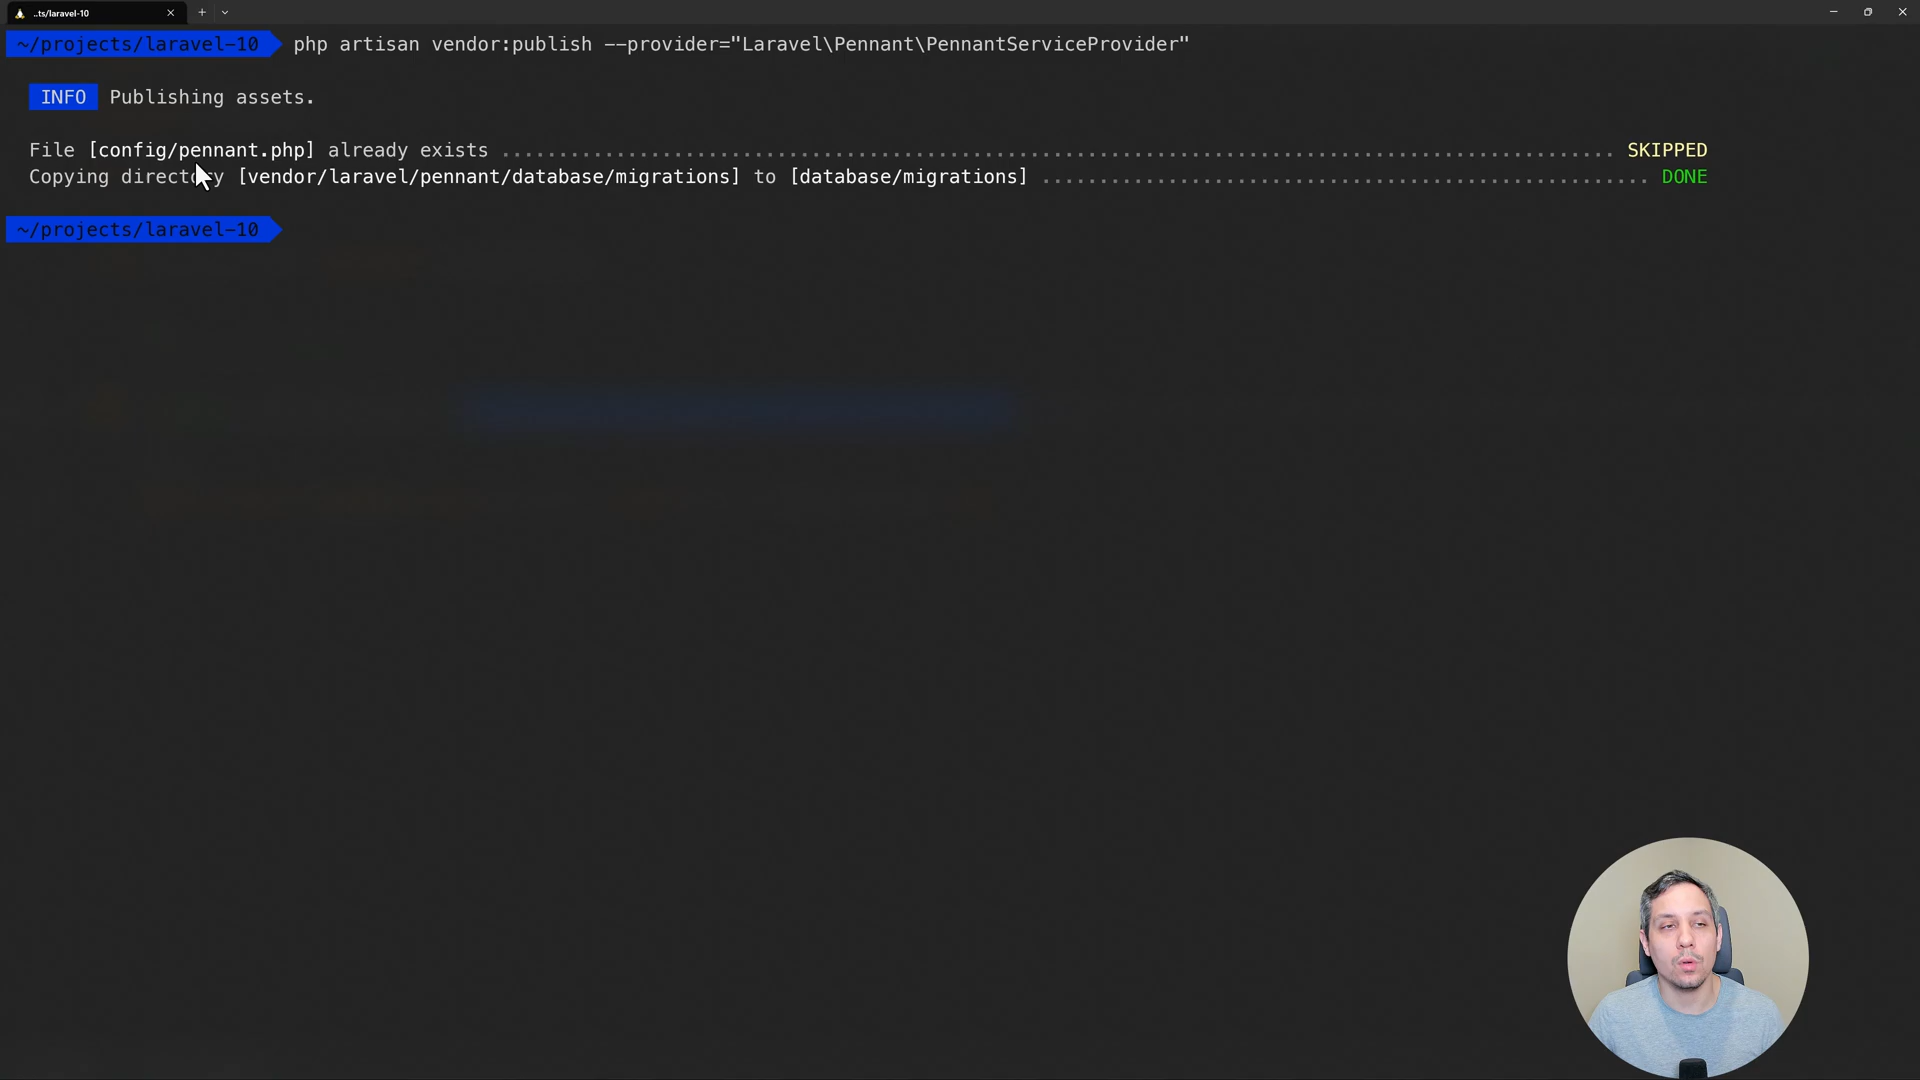 ..ts/laravel-10
~/projects/laravel-10 php artisan vendor:publish --provider="Laravel\Pennant\PennantServiceProvider"
INFO Publishing assets.
File [config/pennant.php] already exists ................................................................................................. SKIPPED
Copying directory [vendor/laravel/pennant/database/migrations] to [database/migrations] ..................................................... DONE
~/projects/laravel-10